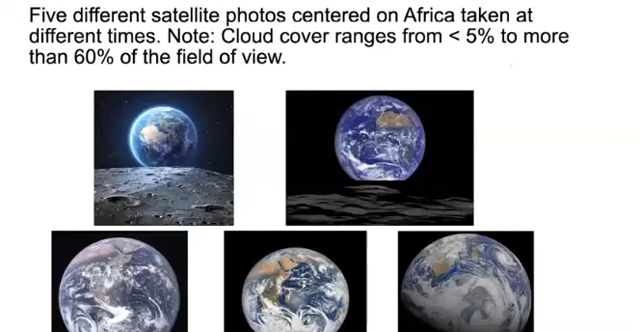 Five different satellite photos centered on Africa taken at
different times. Note: Cloud cover ranges from < 5% to more
than 60% of the field of view.